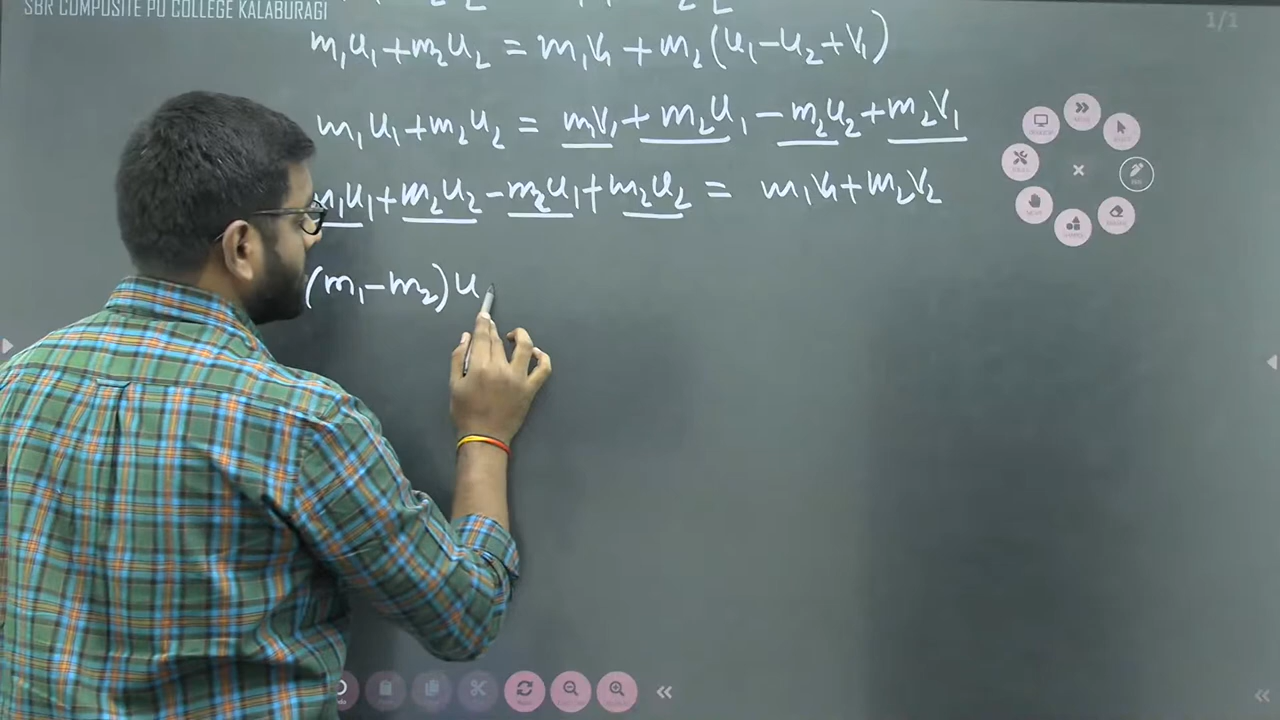 SBR COMPOSITE PU COLLEGE KALABURAGI
1/1
m₁u₁+m₂u₂ = m₁v₁+m₂(u₁-u₂+v₁)
m₁u₁+m₂u₂ = m₁v₁+m₂u₁-m₂u₂+m₂v₁
m₁u₁+m₂u₂-m₂u₁+m₂u₂ = m₁v₁+m₂v₂
(m₁-m₂)u